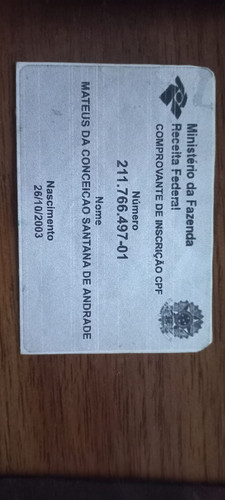 Ministério da Fazenda
Receita Federal
COMPROVANTE DE INSCRIÇÃO CPF
Número
211.766.497-01
Nome
MATEUS DA CONCEICAO SANTANA DE ANDRADE
Nascimento
26/10/2003